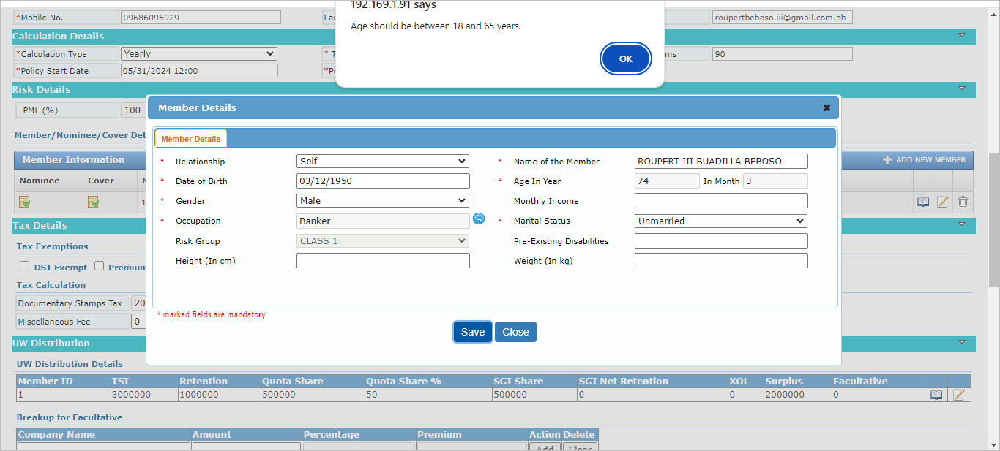 192.169.1.91 says
Age should be between 18 and 65 years.
OK
*Mobile No. 09686096929 roupertbeboso.iii@gmail.com.ph
Calculation Details
*Calculation Type Yearly 90
*Policy Start Date 05/31/2024 12:00
Risk Details
PML (%) 100
Member/Nominee/Cover
Member Information ADD NEW MEMBER
Nominee Cover
Member Details
Member Details
* Relationship Self * Name of the Member ROUPERT III BUADILLA BEBOSO
* Date of Birth 03/12/1950 * Age In Year 74 In Month 3
* Gender Male Monthly Income
* Occupation Banker * Marital Status Unmarried
Risk Group CLASS 1 Pre-Existing Disabilities
Height (In cm) Weight (In kg)
* marked fields are mandatory
Save Close
Tax Details
Tax Exemptions
DST Exempt Premium
Tax Calculation
Documentary Stamps Tax 20
Miscellaneous Fee 0
UW Distribution
UW Distribution Details
Member ID TSI Retention Quota Share Quota Share % SGI Share SGI Net Retention XOL Surplus Facultative
1 3000000 1000000 500000 50 500000 0 0 2000000 0
Breakup for Facultative
Company Name Amount Percentage Premium Action Delete
Add Clear